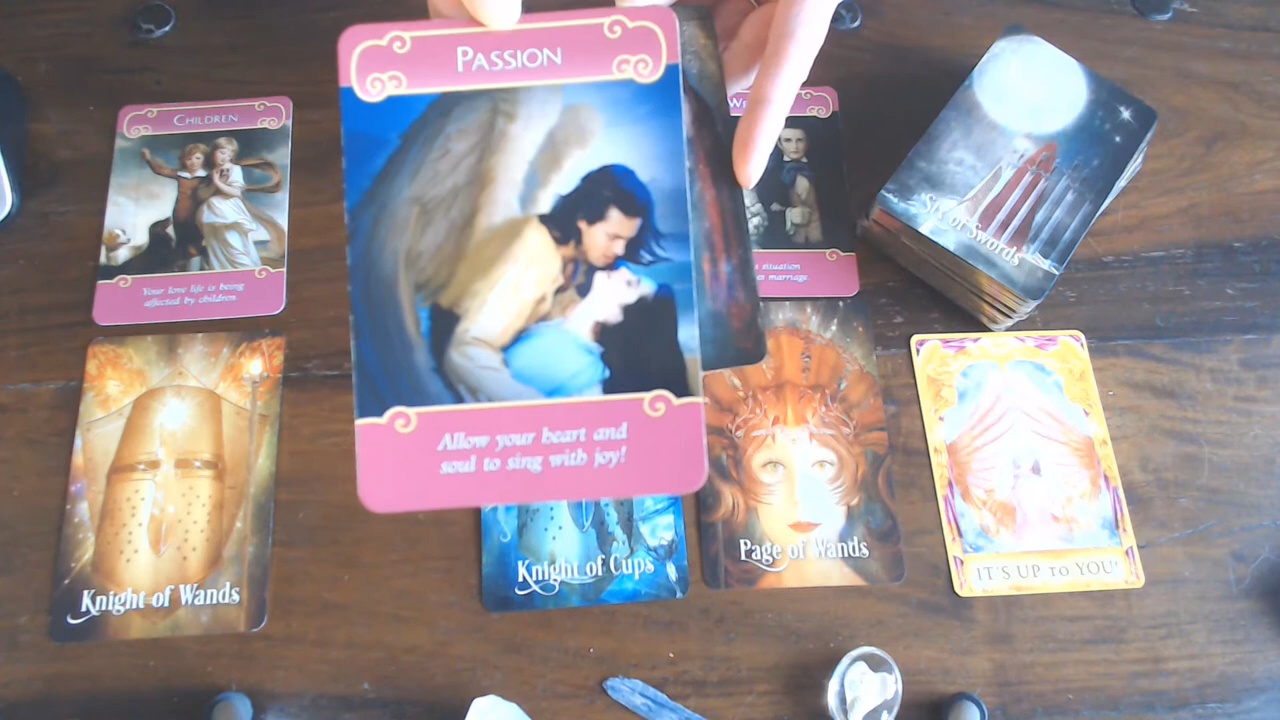 PASSION
Allow your heart and
soul to sing with joy!
CHILDREN
Your love life is being
affected by children
situation
marriage
Six of Swords
Knight of Wands
Knight of Cups
Page of Wands
IT'S UP TO YOU!